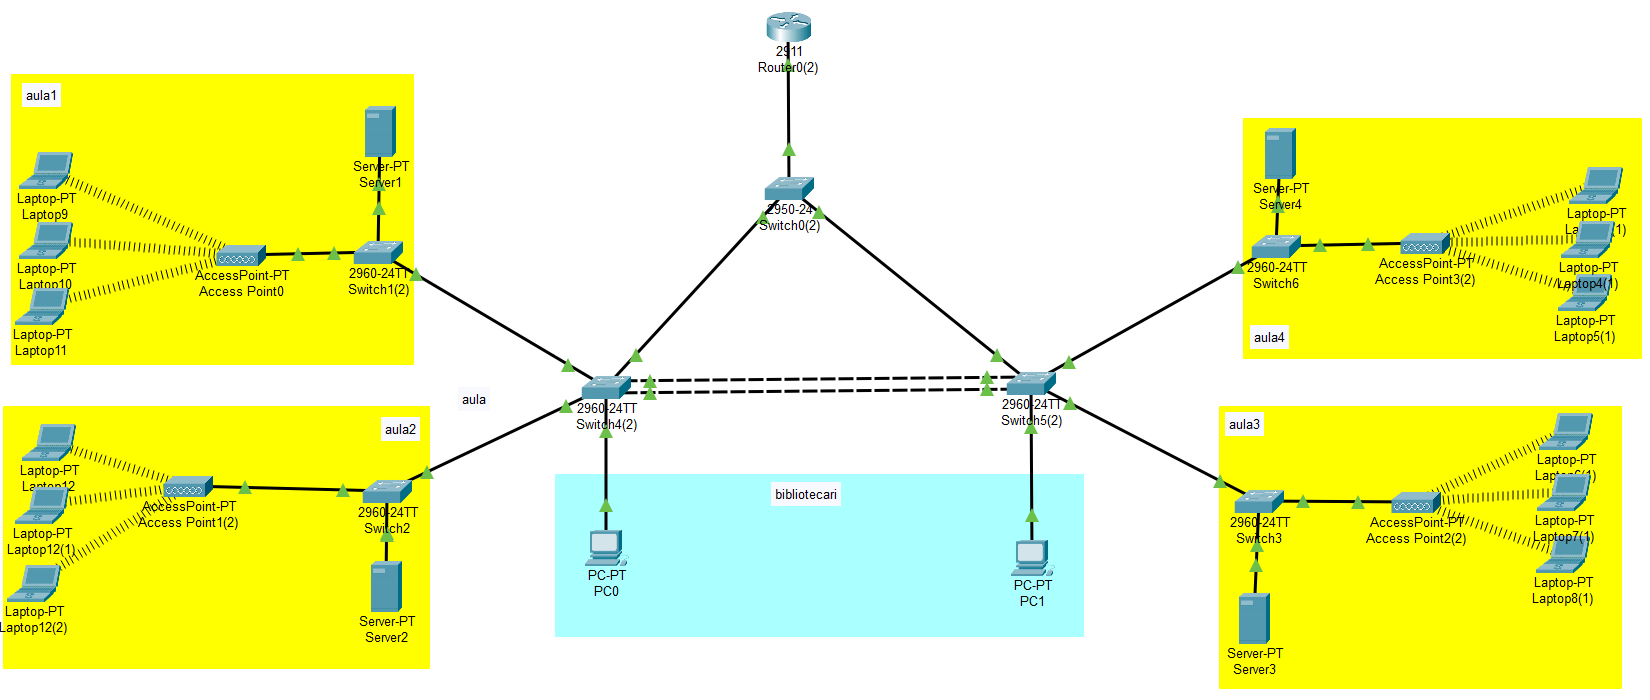 2911
Router0(2)
aula1
Server-PT
Server1
Laptop-PT
Laptop9
Laptop-PT
Laptop10
Laptop-PT
Laptop11
AccessPoint-PT
Access Point0
2960-24TT
Switch1(2)
2950-24
Switch0(2)
Server-PT
Server4
2960-24TT
Switch6
AccessPoint-PT
Access Point3(2)
Laptop-PT
Laptop-PT
Laptop4(1)
Laptop-PT
Laptop5(1)
aula4
aula
2960-24TT
Switch4(2)
2960-24TT
Switch5(2)
aula2
Laptop-PT
Laptop12
Laptop-PT
Laptop12(1)
Laptop-PT
Laptop12(2)
AccessPoint-PT
Access Point1(2)
2960-24TT
Switch2
Server-PT
Server2
bibliotecari
PC-PT
PC0
PC-PT
PC1
aula3
2960-24TT
Switch3
AccessPoint-PT
Access Point2(2)
Laptop-PT
Laptop6(1)
Laptop-PT
Laptop7(1)
Laptop-PT
Laptop8(1)
Server-PT
Server3